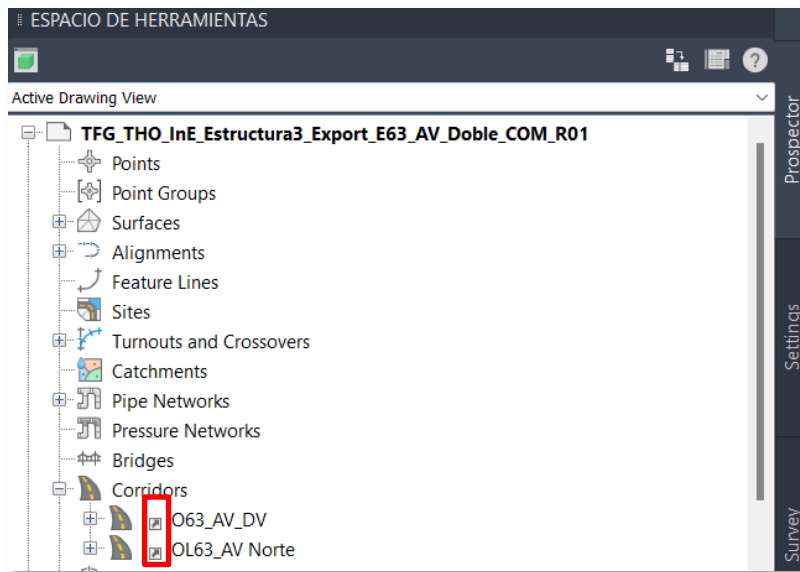 ESPACIO DE HERRAMIENTAS
?
Active Drawing View
TFG_THO_InE_Estructura3_Export_E63_AV_Doble_COM_R01
Points
Point Groups
Surfaces
Alignments
Feature Lines
Sites
Turnouts and Crossovers
Catchments
Pipe Networks
Pressure Networks
Bridges
Corridors
O63_AV_DV
OL63_AV Norte
Prospector
Settings
Survey